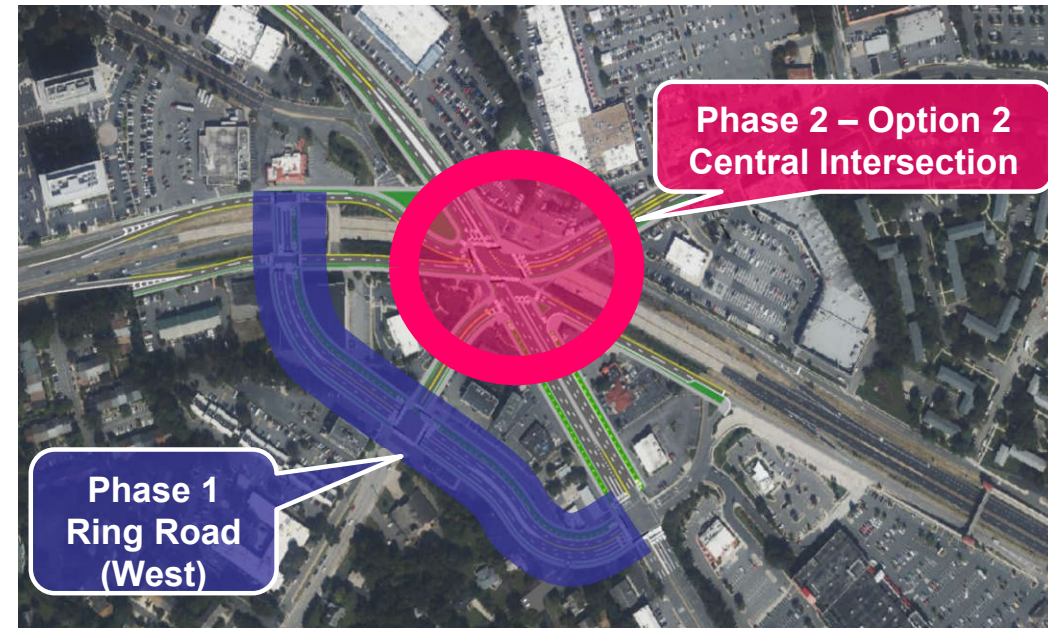 Phase 2 – Option 2
Central Intersection
Phase 1
Ring Road
(West)